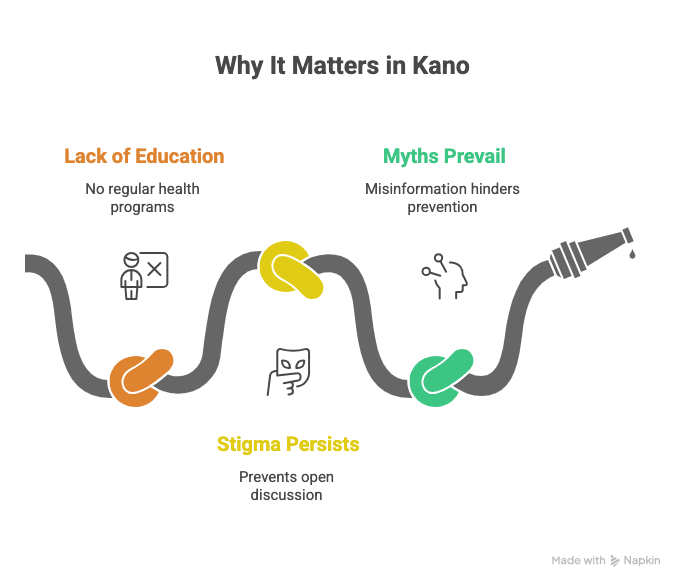 Why It Matters in Kano
Lack of Education
No regular health
programs
Myths Prevail
Misinformation hinders
prevention
Stigma Persists
Prevents open
discussion
Made with Napkin